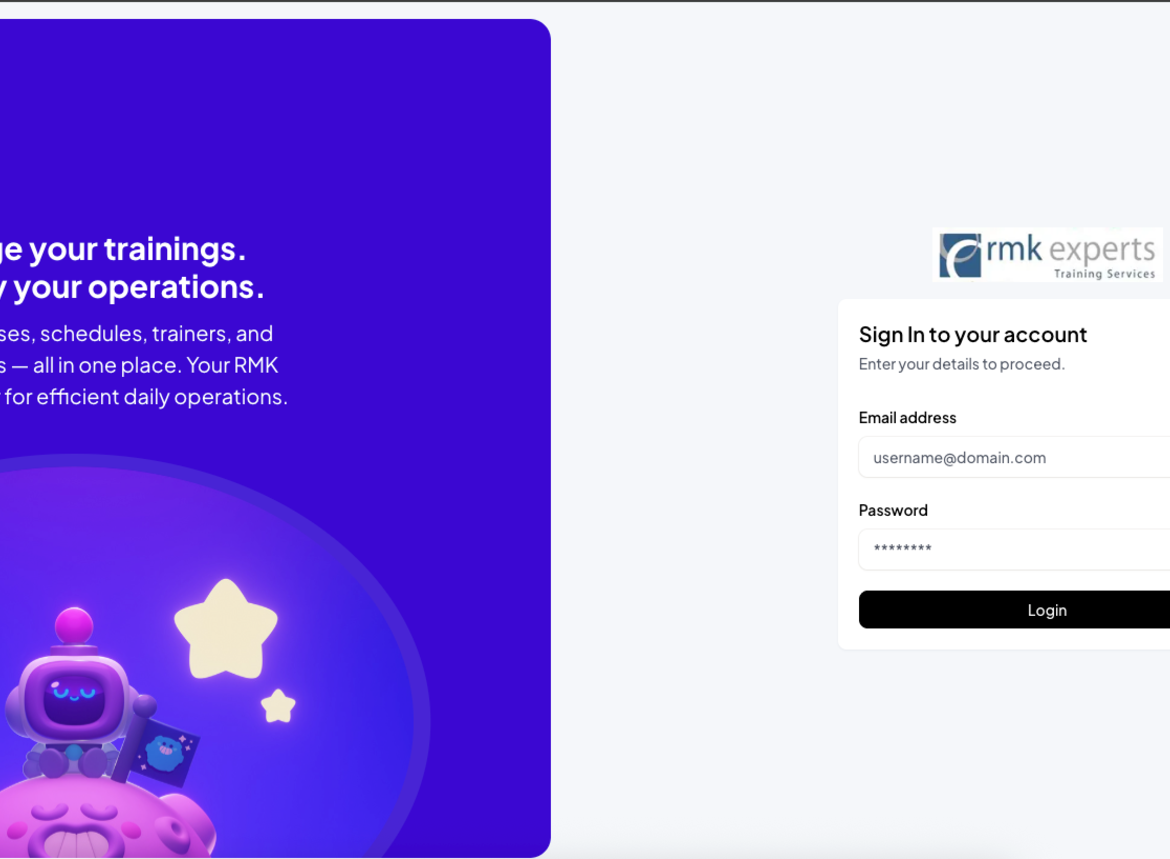 ge your trainings.
y your operations.
ses, schedules, trainers, and
s — all in one place. Your RMK
for efficient daily operations.
rmk experts
Training Services
Sign In to your account
Enter your details to proceed.
Email address
username@domain.com
Password
********
Login